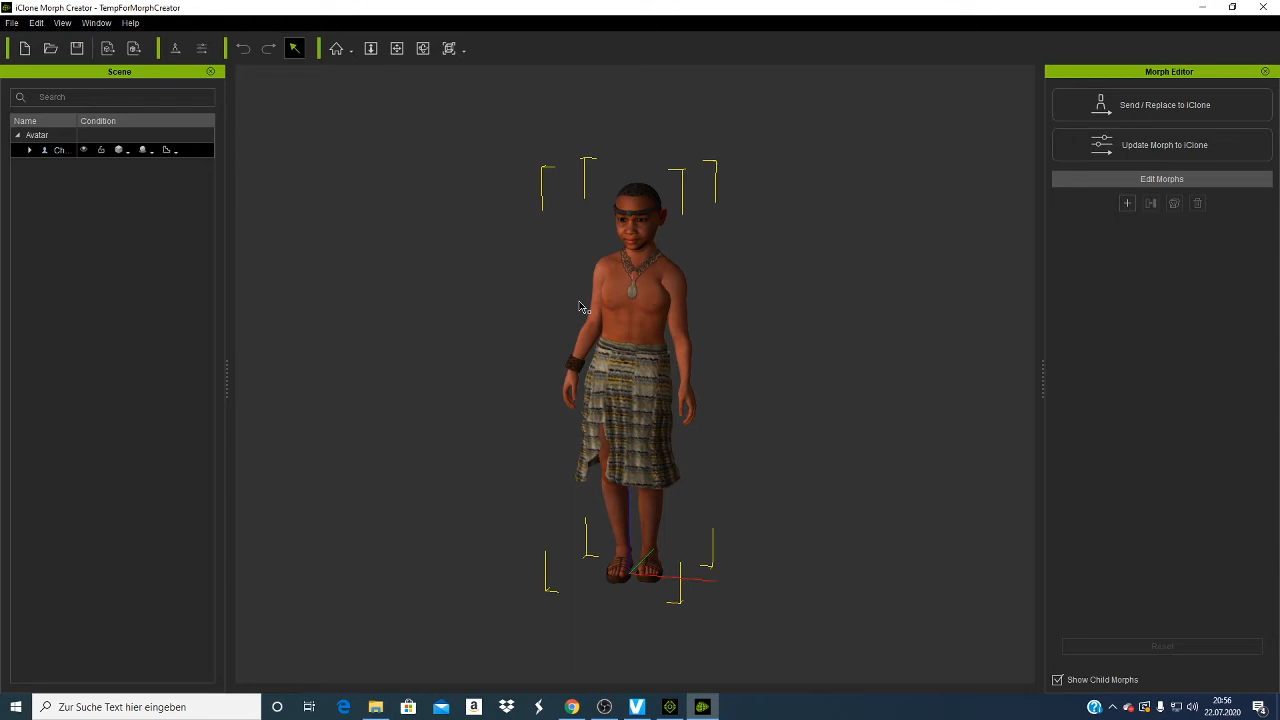 iClone Morph Creator - TempForMorphCreator
File Edit View Window Help
Scene
Morph Editor
Search
Send / Replace to iClone
Name Condition
Avatar
Update Morph to iClone
Ch...
Edit Morphs
Reset
Show Child Morphs
Zur Suche Text hier eingeben
20:56
22.07.2020